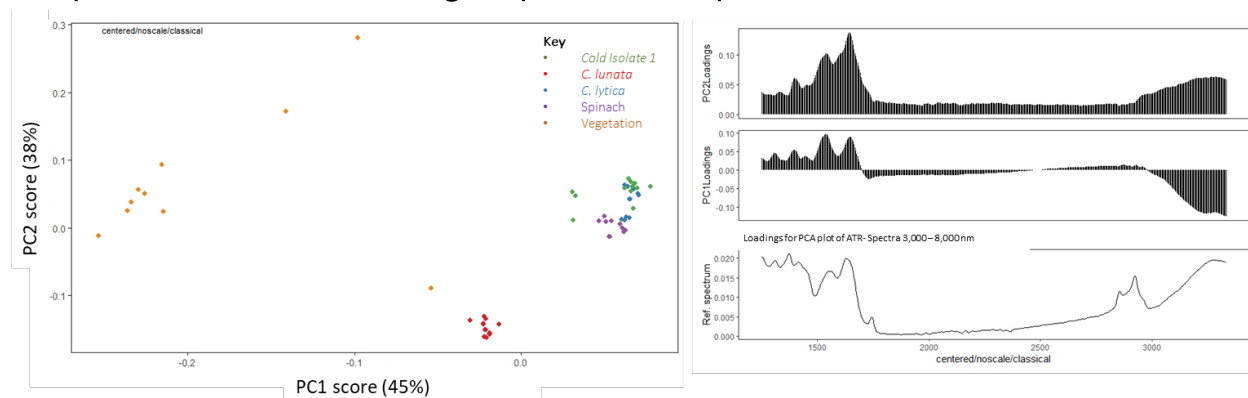 centered/noscale/classical
0.3
0.2
0.1
0.0
-0.1
-0.2
-0.1
0.0
PC2 score (38%)
PC1 score (45%)
Key
Cold Isolate 1
C. lunata
C. lytica
Spinach
Vegetation
PC2Loadings
0.10
0.05
0.00
PC1Loadings
0.10
0.05
0.00
-0.05
-0.10
Loadings for PCA plot of ATR- Spectra 3,000 – 8,000 nm
Ref. spectrum
0.020
0.015
0.010
0.005
0.000
1500
2000
2500
3000
centered/noscale/classical